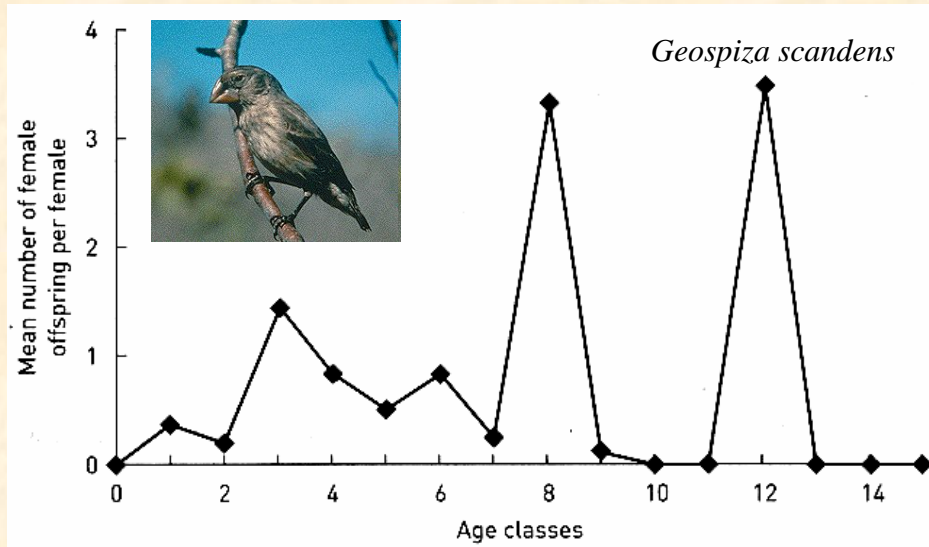 Geospiza scandens
Mean number of female
offspring per female
4
3
2
1
0
0 2 4 6 8 10 12 14
Age classes